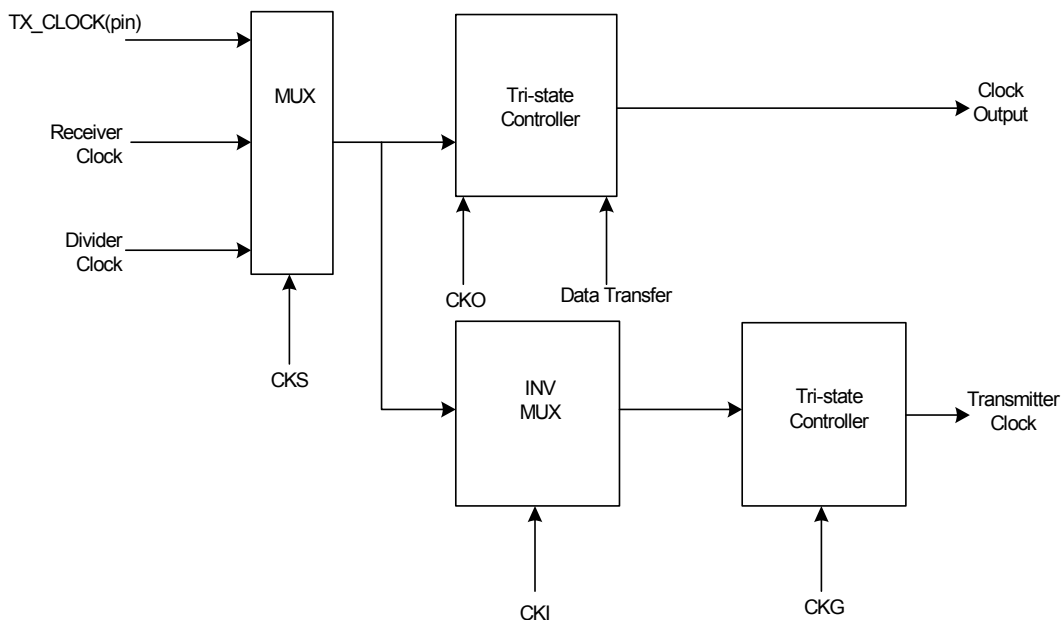 TX_CLOCK(pin)
MUX
Receiver
Clock
Divider
Clock
CKS
Tri-state
Controller
Clock
Output
CKO
Data Transfer
INV
MUX
Tri-state
Controller
Transmitter
Clock
CKI
CKG